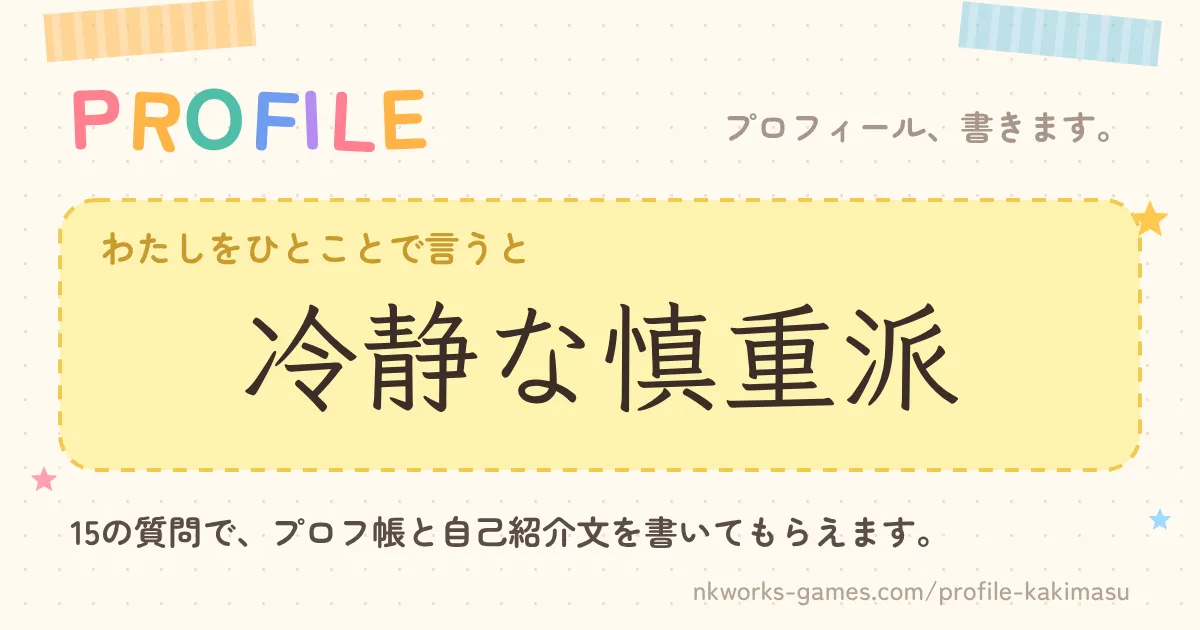 PROFILE
プロフィール、書きます。
わたしをひとことで言うと
冷静な慎重派
15の質問で、プロフ帳と自己紹介文を書いてもらえます。
nkworks-games.com/profile-kakimasu